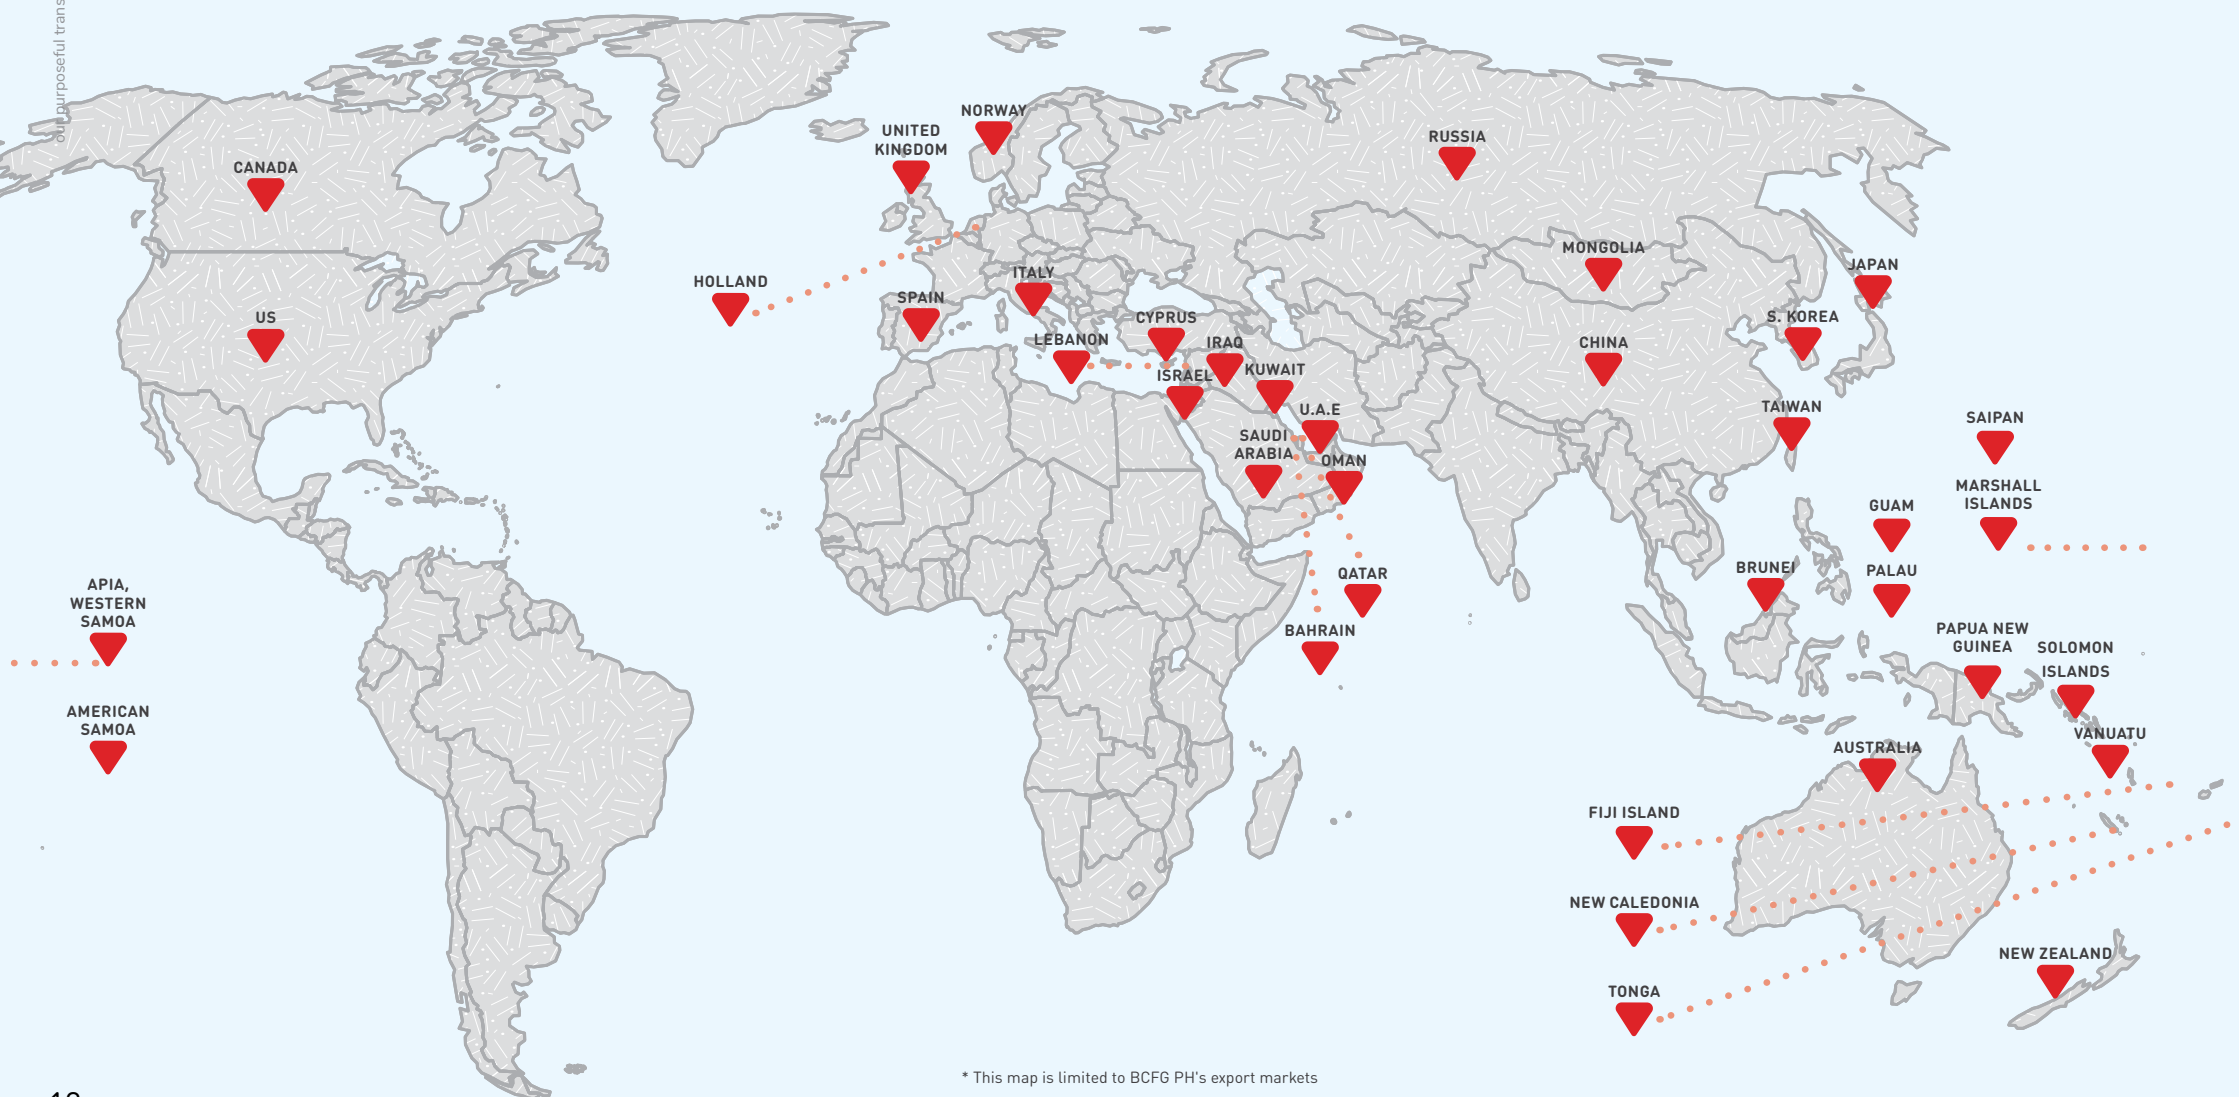 our purposeful trans
NORWAY
UNITED
KINGDOM
RUSSIA
CANADA
MONGOLIA
JAPAN
HOLLAND
ITALY
SPAIN
US
CYPRUS
S. KOREA
LEBANON
IRAQ
CHINA
ISRAEL
KUWAIT
U.A.E
TAIWAN
SAIPAN
SAUDI
ARABIA
OMAN
MARSHALL
ISLANDS
GUAM
BRUNEI
PALAU
QATAR
APIA,
WESTERN
SAMOA
BAHRAIN
PAPUA NEW
GUINEA
SOLOMON
ISLANDS
AMERICAN
SAMOA
VANUATU
AUSTRALIA
FIJI ISLAND
NEW CALEDONIA
NEW ZEALAND
TONGA
* This map is limited to BCFG PH's export markets